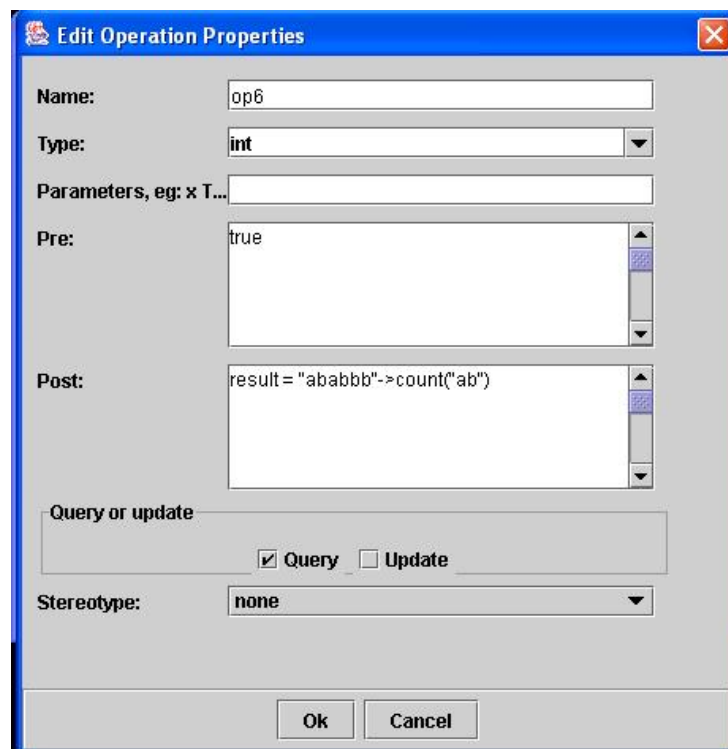 Edit Operation Properties
Name: op6
Type: int
Parameters, eg: x T...
Pre: true
Post: result = "ababbb"->count("ab")
Query or update
Query Update
Stereotype: none
Ok Cancel